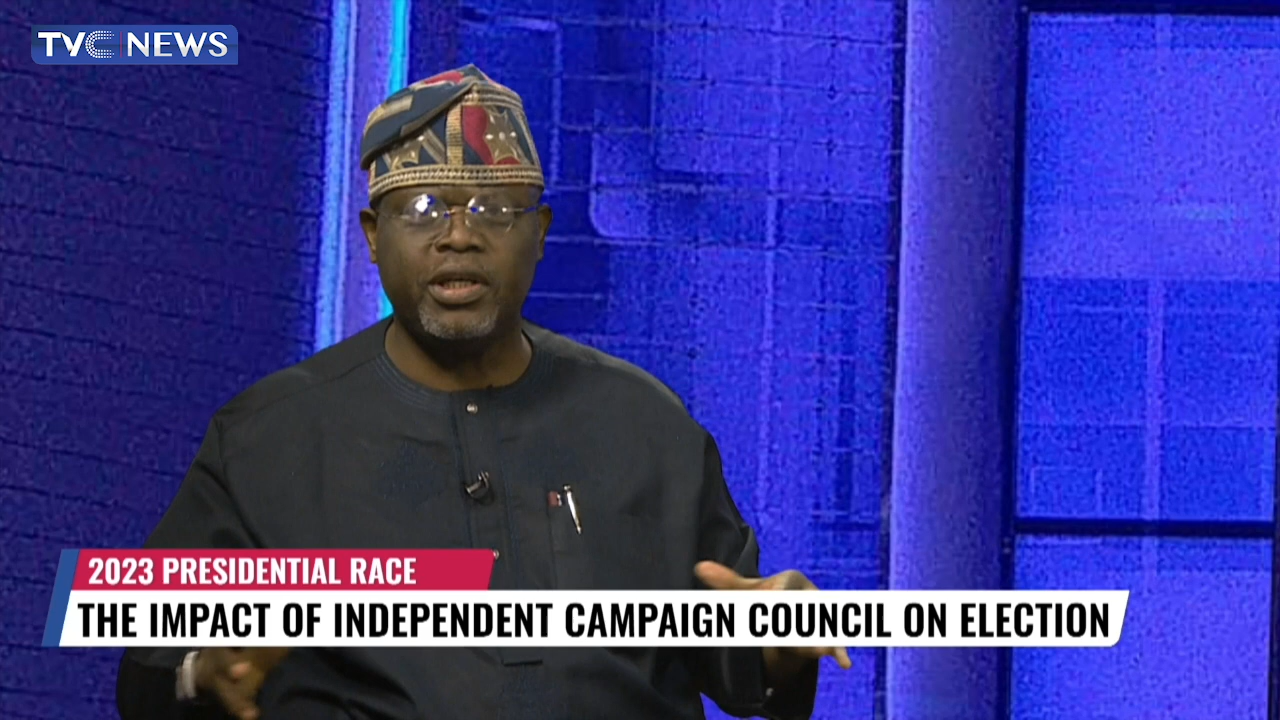 TVC NEWS
2023 PRESIDENTIAL RACE
THE IMPACT OF INDEPENDENT CAMPAIGN COUNCIL ON ELECTION